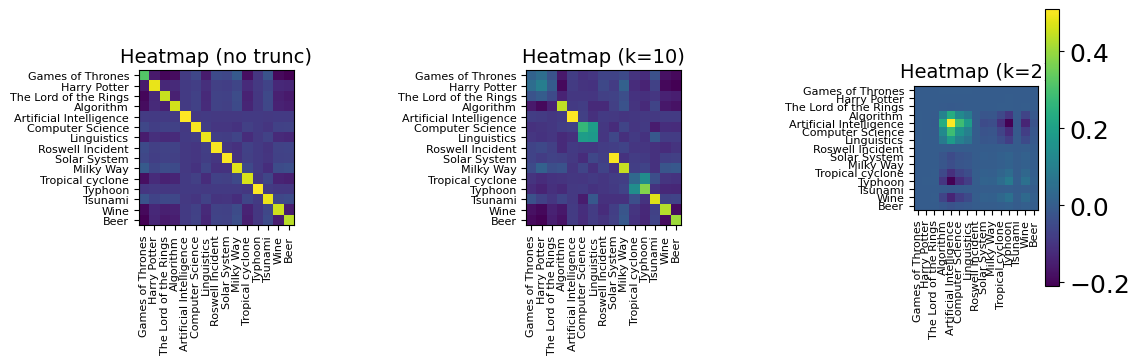 Heatmap (no trunc)
Games of Thrones
Harry Potter
The Lord of the Rings
Algorithm
Artificial Intelligence
Computer Science
Linguistics
Roswell Incident
Solar System
Milky Way
Tropical cyclone
Typhoon
Tsunami
Wine
Beer
Games of Thrones
Harry Potter
The Lord of the Rings
Algorithm
Artificial Intelligence
Computer Science
Linguistics
Roswell Incident
Solar System
Milky Way
Tropical cyclone
Typhoon
Tsunami
Wine
Beer
Heatmap (k=10)
Games of Thrones
Harry Potter
The Lord of the Rings
Algorithm
Artificial Intelligence
Computer Science
Linguistics
Roswell Incident
Solar System
Milky Way
Tropical cyclone
Typhoon
Tsunami
Wine
Beer
Games of Thrones
Harry Potter
The Lord of the Rings
Algorithm
Artificial Intelligence
Computer Science
Linguistics
Roswell Incident
Solar System
Milky Way
Tropical cyclone
Typhoon
Tsunami
Wine
Beer
Heatmap (k=2
Games of Thrones
Harry Potter
The Lord of the Rings
Algorithm
Artificial Intelligence
Computer Science
Linguistics
Roswell Incident
Solar System
Milky Way
Tropical cyclone
Typhoon
Tsunami
Wine
Beer
Games of Thrones
Harry Potter
The Lord of the Rings
Algorithm
Artificial Intelligence
Computer Science
Linguistics
Roswell Incident
Solar System
Milky Way
Tropical cyclone
Typhoon
Tsunami
Wine
Beer
0.4
0.2
0.0
−0.2